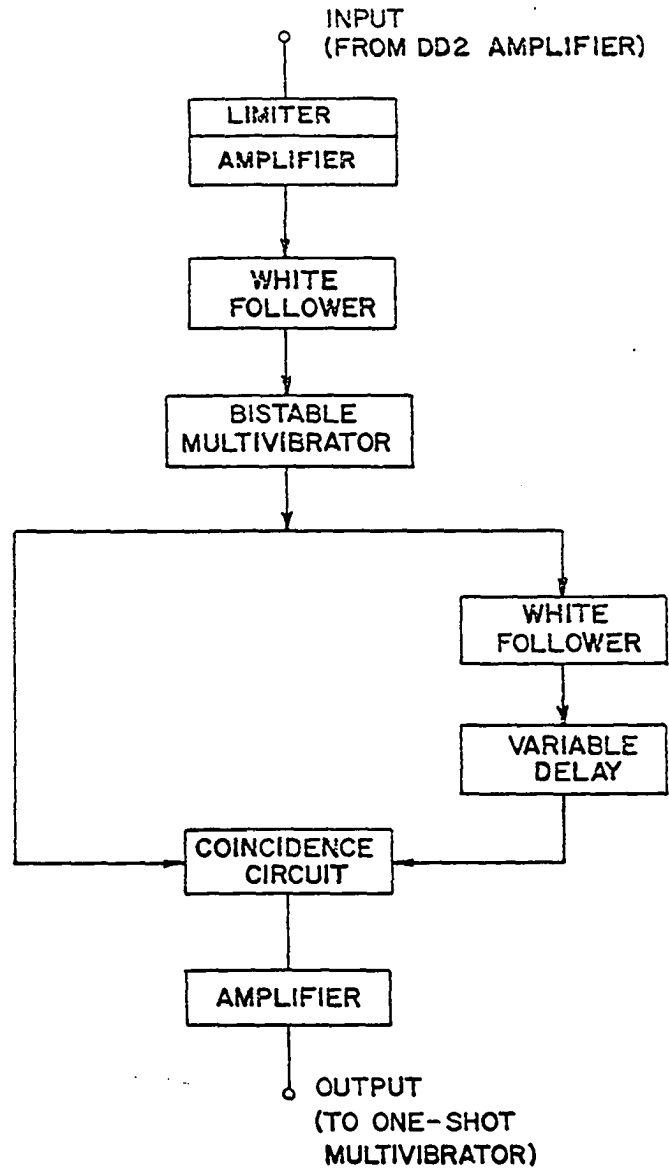 INPUT
(FROM DD2 AMPLIFIER)
LIMITER
AMPLIFIER
WHITE
FOLLOWER
BISTABLE
MULTIVIBRATOR
WHITE
FOLLOWER
VARIABLE
DELAY
COINCIDENCE
CIRCUIT
AMPLIFIER
OUTPUT
(TO ONE-SHOT
MULTIVIBRATOR)